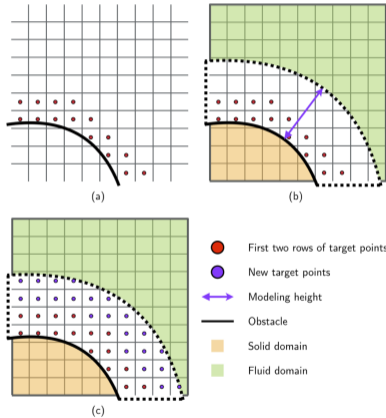 (a)
(b)
First two rows of target points
New target points
Modeling height
Obstacle
Solid domain
Fluid domain
(c)